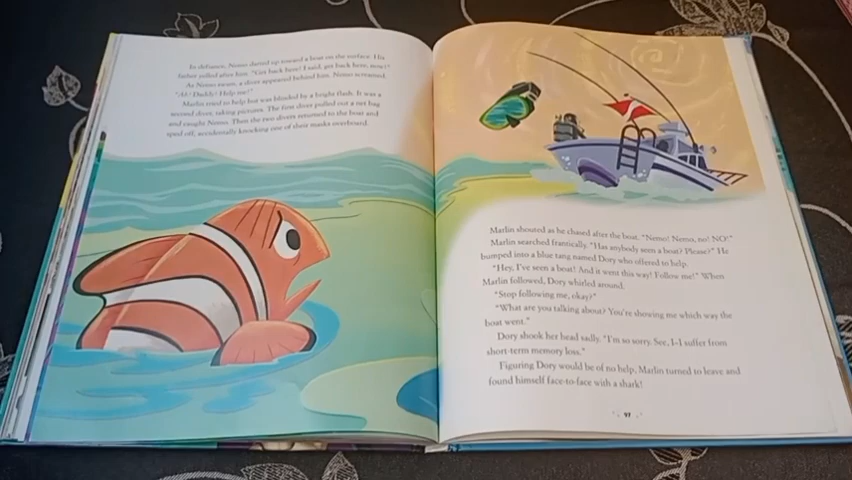 In defiance, Nemo darted up toward a boat on the surface. His
father yelled after him. "Get back here! I said, get back here, now!"
As Nemo swam, a diver appeared behind him. Nemo screamed.
"Ah! Daddy! Help me!"
Marlin tried to help but was blinded by a bright flash. It was a
second diver, taking pictures. The first diver pulled out a net bag
and caught Nemo. Then the two divers returned to the boat and
sped off, accidentally knocking one of their masks overboard.
Marlin shouted as he chased after the boat. "Nemo! Nemo, no! NO!"
Marlin searched frantically. "Has anybody seen a boat? Please?" He
bumped into a blue tang named Dory who offered to help.
"Hey, I've seen a boat! And it went this way! Follow me!" When
Marlin followed, Dory whirled around.
"Stop following me, okay?"
"What are you talking about? You're showing me which way the
boat went."
Dory shook her head sadly. "I'm so sorry. See, I–I suffer from
short-term memory loss."
Figuring Dory would be of no help, Marlin turned to leave and
found himself face-to-face with a shark!
97